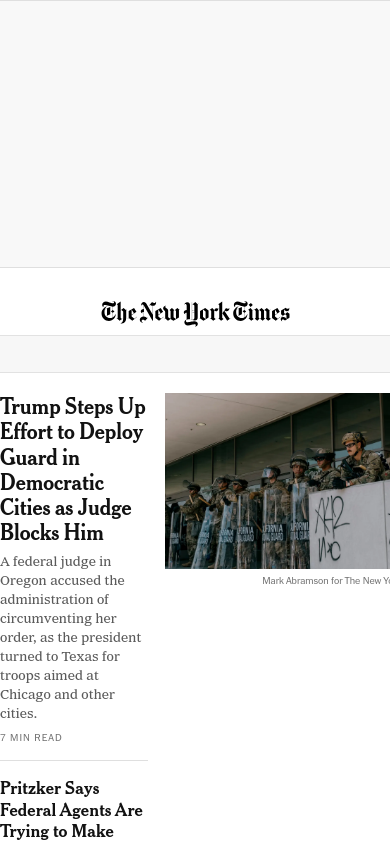 The New York Times
Trump Steps Up
Effort to Deploy
Guard in
Democratic
Cities as Judge
Blocks Him
A federal judge in
Oregon accused the
administration of
circumventing her
order, as the president
turned to Texas for
troops aimed at
Chicago and other
cities.
7 MIN READ
Mark Abramson for The New Yo
Pritzker Says
Federal Agents Are
Trying to Make